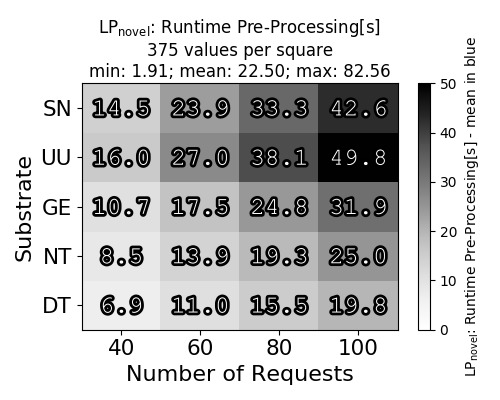 LP_novel: Runtime Pre-Processing[s]
375 values per square
min: 1.91; mean: 22.50; max: 82.56
SN 14.5 23.9 33.3 42.6
UU 16.0 27.0 38.1 49.8
GE 10.7 17.5 24.8 31.9
NT 8.5 13.9 19.3 25.0
DT 6.9 11.0 15.5 19.8
40 60 80 100
Number of Requests
Substrate
50
40
30
20
10
0
LP_novel: Runtime Pre-Processing[s] - mean in blue